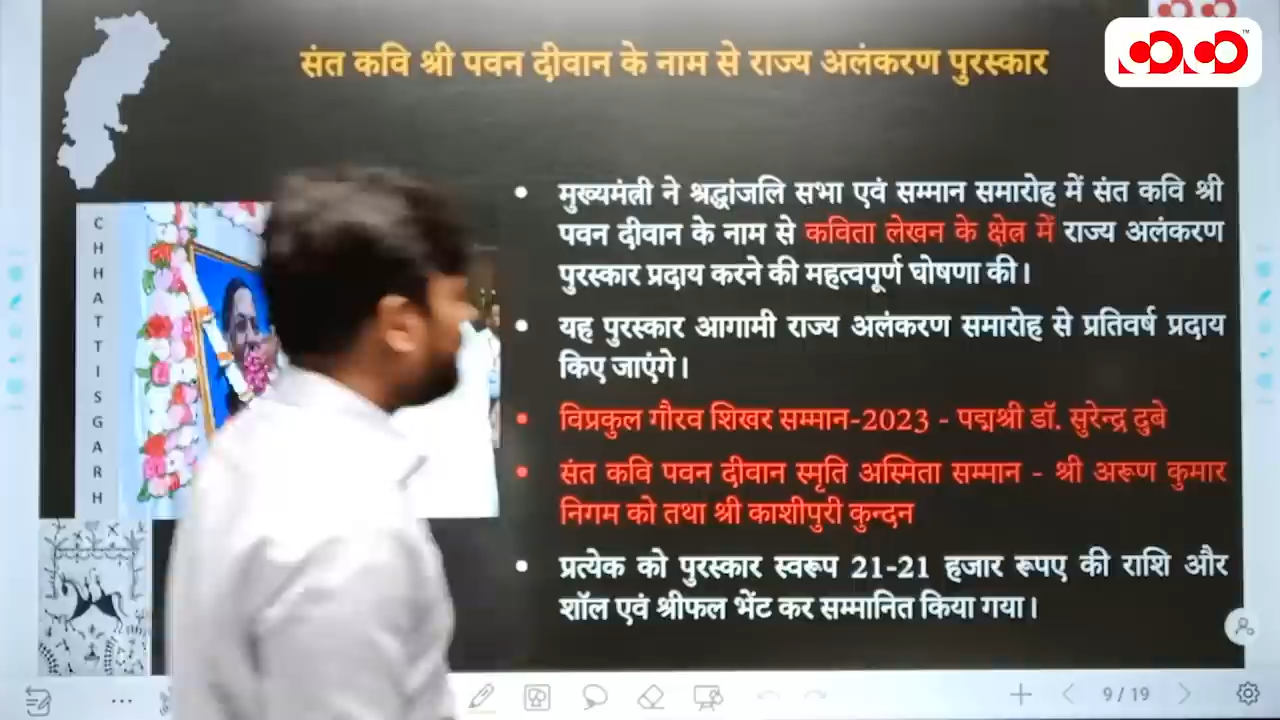 संत कवि श्री पवन दीवान के नाम से राज्य अलंकरण पुरस्कार
CHHATTISGARH
• मुख्यमंत्री ने श्रद्धांजलि सभा एवं सम्मान समारोह में संत कवि श्री
पवन दीवान के नाम से कविता लेखन के क्षेत्र में राज्य अलंकरण
पुरस्कार प्रदाय करने की महत्वपूर्ण घोषणा की।
• यह पुरस्कार आगामी राज्य अलंकरण समारोह से प्रतिवर्ष प्रदाय
किए जाएंगे।
• विप्रकुल गौरव शिखर सम्मान-2023 - पद्मश्री डॉ. सुरेन्द्र दुबे
• संत कवि पवन दीवान स्मृति अस्मिता सम्मान - श्री अरूण कुमार
निगम को तथा श्री काशीपुरी कुन्दन
• प्रत्येक को पुरस्कार स्वरूप 21-21 हजार रूपए की राशि और
शॉल एवं श्रीफल भेंट कर सम्मानित किया गया।
9 / 19